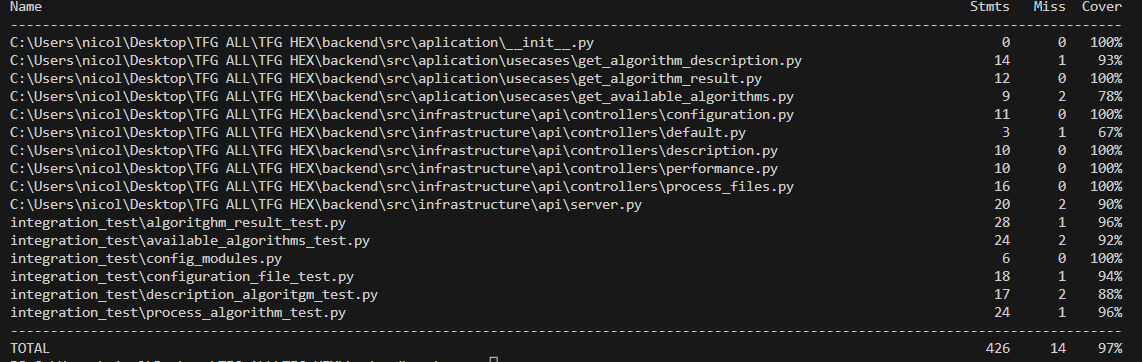 Name Stmts Miss Cover
--------------------------------------------------------------------------------
C:\Users\nicol\Desktop\TFG ALL\TFG HEX\backend\src\aplication\__init__.py 0 0 100%
C:\Users\nicol\Desktop\TFG ALL\TFG HEX\backend\src\aplication\usecases\get_algorithm_description.py 14 1 93%
C:\Users\nicol\Desktop\TFG ALL\TFG HEX\backend\src\aplication\usecases\get_algorithm_result.py 12 0 100%
C:\Users\nicol\Desktop\TFG ALL\TFG HEX\backend\src\aplication\usecases\get_available_algorithms.py 9 2 78%
C:\Users\nicol\Desktop\TFG ALL\TFG HEX\backend\src\infrastructure\api\controllers\configuration.py 11 0 100%
C:\Users\nicol\Desktop\TFG ALL\TFG HEX\backend\src\infrastructure\api\controllers\default.py 3 1 67%
C:\Users\nicol\Desktop\TFG ALL\TFG HEX\backend\src\infrastructure\api\controllers\description.py 10 0 100%
C:\Users\nicol\Desktop\TFG ALL\TFG HEX\backend\src\infrastructure\api\controllers\performance.py 10 0 100%
C:\Users\nicol\Desktop\TFG ALL\TFG HEX\backend\src\infrastructure\api\controllers\process_files.py 16 0 100%
C:\Users\nicol\Desktop\TFG ALL\TFG HEX\backend\src\infrastructure\api\server.py 20 2 90%
integration_test\algoritghm_result_test.py 28 1 96%
integration_test\available_algorithms_test.py 24 2 92%
integration_test\config_modules.py 6 0 100%
integration_test\configuration_file_test.py 18 1 94%
integration_test\description_algoritgm_test.py 17 2 88%
integration_test\process_algorithm_test.py 24 1 96%
--------------------------------------------------------------------------------
TOTAL 426 14 97%